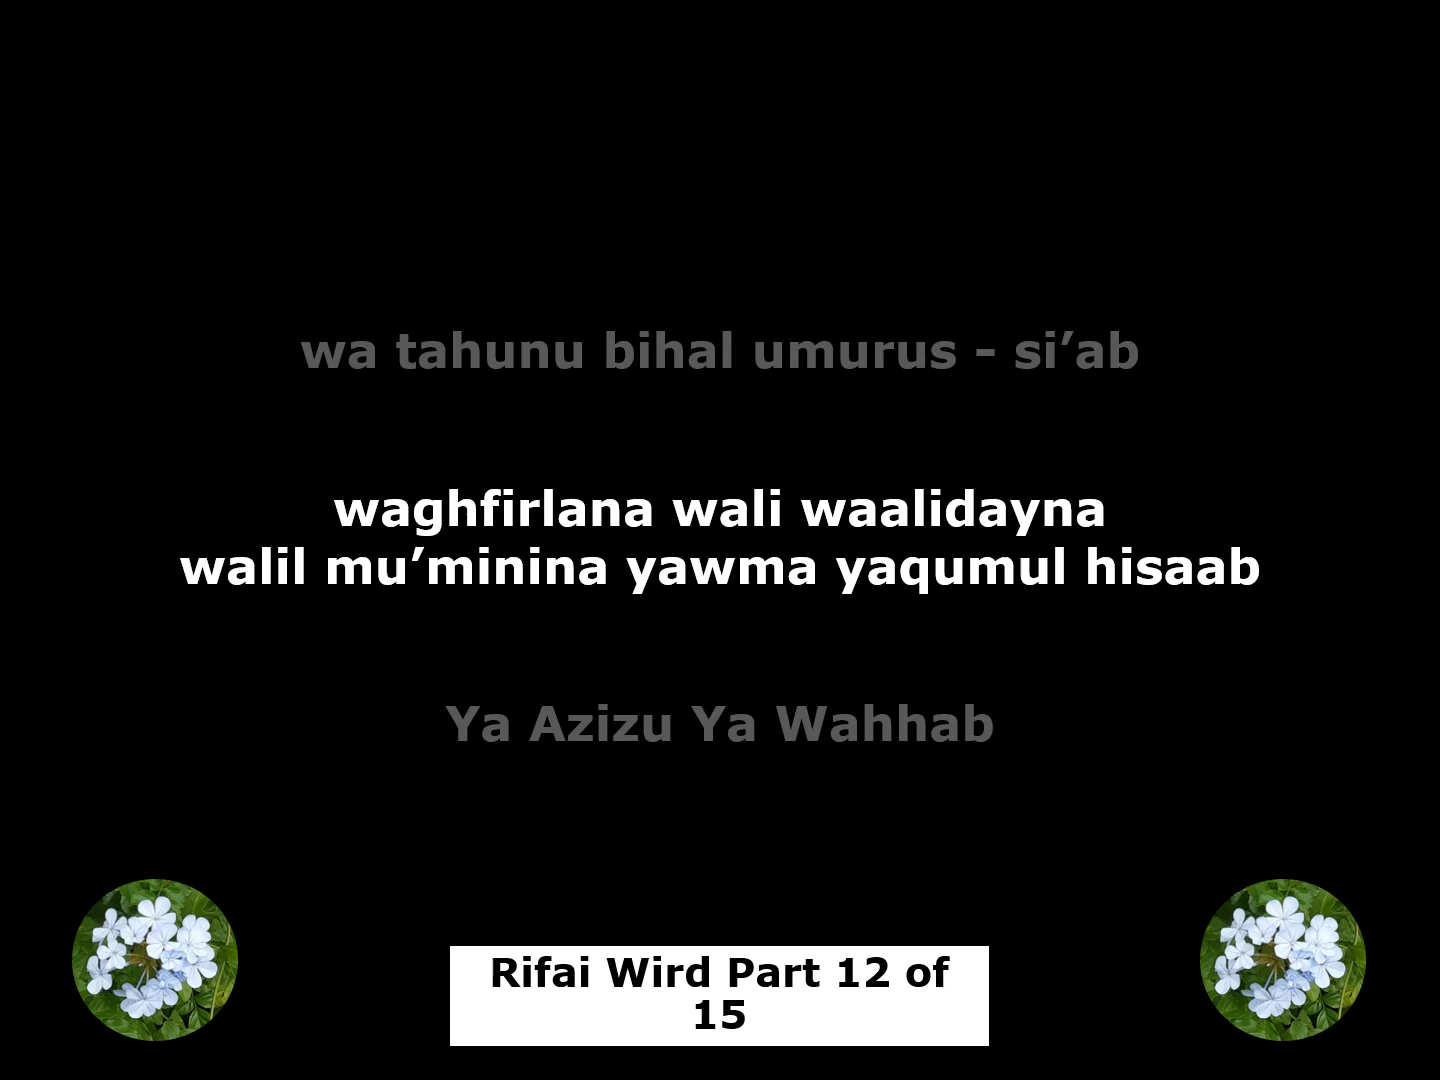 wa tahunu bihal umurus - si’ab
waghfirlana wali waalidayna
walil mu’minina yawma yaqumul hisaab
Ya Azizu Ya Wahhab
Rifai Wird Part 12 of
15